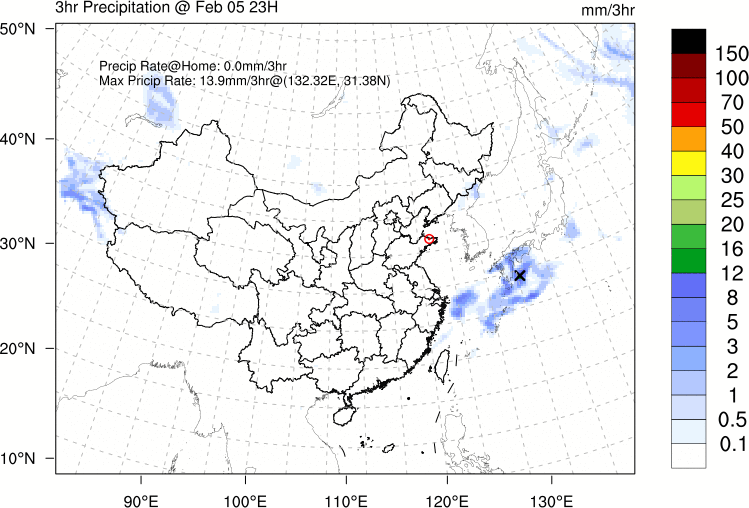 3hr Precipitation @ Feb 05 23H
mm/3hr
Precip Rate@Home: 0.0mm/3hr
Max Pricip Rate: 13.9mm/3hr@(132.32E, 31.38N)
50°N
40°N
30°N
20°N
10°N
90°E
100°E
110°E
120°E
130°E
150
100
70
50
40
30
25
20
16
12
8
5
3
2
1
0.5
0.1